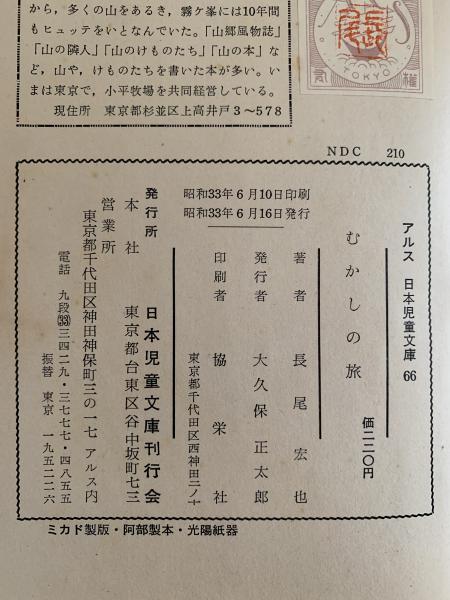 から，多くの山をあるき，霧ケ峯には10年間
もヒュッテをいとなんでいた。「山郷風物誌」
「山の隣人」「山のけものたち」「山の本」な
ど，山や，けものたちを書いた本が多い。い
まは東京で，小平牧場を共同経営している。
現住所　東京都杉並区上高井戸3～578
TOKYO
NDC 210
アルス 日本児童文庫 66
むかしの旅
価二二〇円
昭和33年6月10日印刷
昭和33年6月16日発行
著者 長尾宏也
発行者 大久保正太郎
印刷者 協栄社
東京都千代田区西神田二ノ十
発行所 日本児童文庫刊行会
本社 東京都台東区谷中坂町七三
営業所
東京都千代田区神田神保町三の一七 アルス内
電話 九段(33)三四二九・三七七七・四八五五
振替 東京 一九五二二六
ミカド製版・阿部製本・光陽紙器